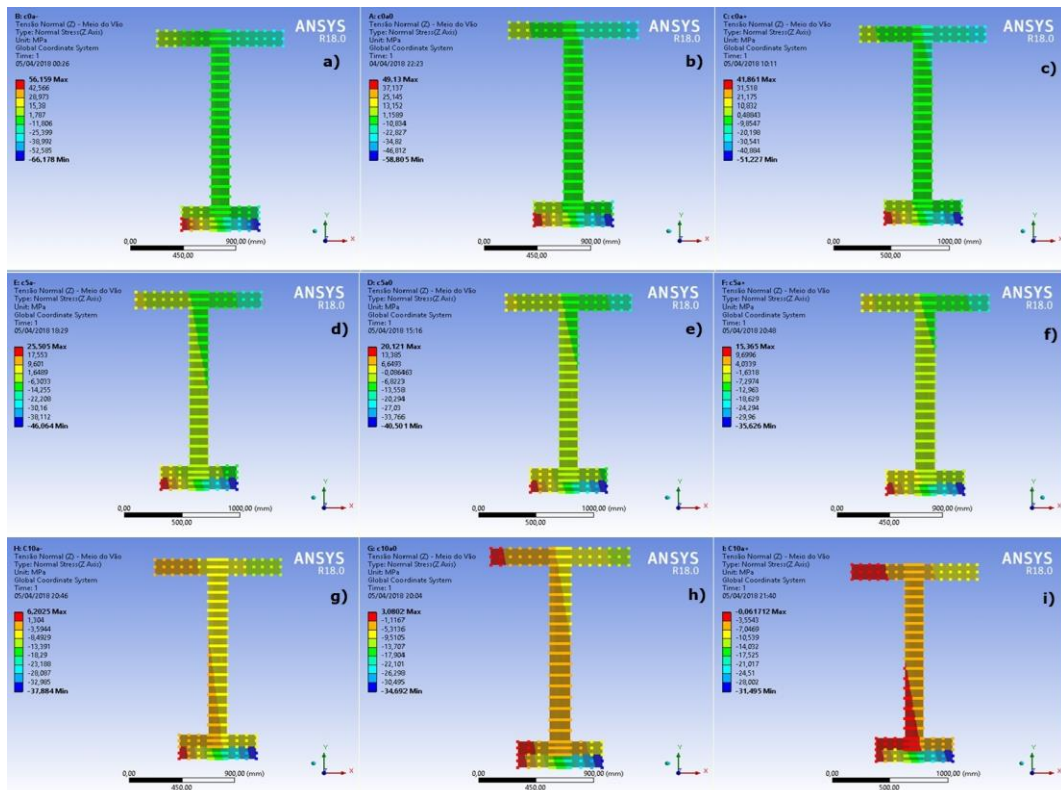 B: c0a-
Tensão Normal (Z) - Meio do Vão
Type: Normal Stress(Z Axis)
Unit: MPa
Global Coordinate System
Time: 1
05/04/2018 00:26
ANSYS
R18.0
a)
56,159 Max
42,566
28,973
15,38
1,787
-11,806
-25,399
-38,992
-52,585
-66,178 Min
Y
X
Z
0,00
900,00 (mm)
450,00
A: c0a0
Tensão Normal (Z) - Meio do Vão
Type: Normal Stress(Z Axis)
Unit: MPa
Global Coordinate System
Time: 1
04/04/2018 22:23
ANSYS
R18.0
b)
49,13 Max
37,137
25,145
13,152
1,1589
-10,834
-22,827
-34,82
-46,812
-58,805 Min
Y
X
Z
0,00
900,00 (mm)
450,00
C: c0a+
Tensão Normal (Z) - Meio do Vão
Type: Normal Stress(Z Axis)
Unit: MPa
Global Coordinate System
Time: 1
05/04/2018 10:11
ANSYS
R18.0
c)
41,861 Max
31,518
21,175
10,832
0,48843
-9,8547
-20,198
-30,541
-40,884
-51,227 Min
Y
X
Z
0,00
1000,00 (mm)
500,00
E: c5a-
Tensão Normal (Z) - Meio do Vão
Type: Normal Stress(Z Axis)
Unit: MPa
Global Coordinate System
Time: 1
05/04/2018 18:29
ANSYS
R18.0
d)
25,505 Max
17,553
9,601
1,6489
-6,3033
-14,255
-22,208
-30,16
-38,112
-46,064 Min
Y
X
Z
0,00
1000,00 (mm)
500,00
D: c5a0
Tensão Normal (Z) - Meio do Vão
Type: Normal Stress(Z Axis)
Unit: MPa
Global Coordinate System
Time: 1
05/04/2018 15:16
ANSYS
R18.0
e)
20,121 Max
13,385
6,6493
-0,086463
-6,8223
-13,558
-20,294
-27,03
-33,766
-40,501 Min
Y
X
Z
0,00
1000,00 (mm)
500,00
F: c5a+
Tensão Normal (Z) - Meio do Vão
Type: Normal Stress(Z Axis)
Unit: MPa
Global Coordinate System
Time: 1
05/04/2018 20:48
ANSYS
R18.0
f)
15,365 Max
9,6996
4,0339
-1,6318
-7,2974
-12,963
-18,629
-24,294
-29,96
-35,626 Min
Y
X
Z
0,00
900,00 (mm)
450,00
H: C10a-
Tensão Normal (Z) - Meio do Vão
Type: Normal Stress(Z Axis)
Unit: MPa
Global Coordinate System
Time: 1
05/04/2018 20:46
ANSYS
R18.0
g)
6,2025 Max
1,304
-3,5944
-8,4929
-13,391
-18,29
-23,188
-28,087
-32,985
-37,884 Min
Y
X
Z
0,00
900,00 (mm)
450,00
G: c10a0
Tensão Normal (Z) - Meio do Vão
Type: Normal Stress(Z Axis)
Unit: MPa
Global Coordinate System
Time: 1
05/04/2018 20:04
ANSYS
R18.0
h)
3,0802 Max
-1,1167
-5,3136
-9,5105
-13,707
-17,904
-22,101
-26,298
-30,495
-34,692 Min
Y
X
Z
0,00
900,00 (mm)
450,00
I: C10a+
Tensão Normal (Z) - Meio do Vão
Type: Normal Stress(Z Axis)
Unit: MPa
Global Coordinate System
Time: 1
05/04/2018 21:40
ANSYS
R18.0
i)
-0,061712 Max
-3,5543
-7,0469
-10,539
-14,032
-17,525
-21,017
-24,51
-28,002
-31,495 Min
Y
X
Z
0,00
1000,00 (mm)
500,00